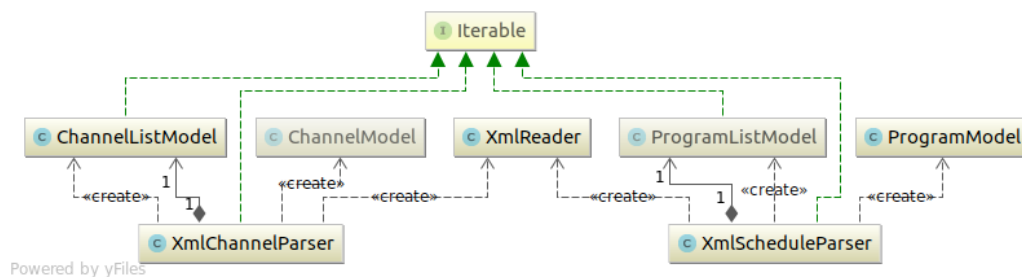 I Iterable
C ChannelListModel
C ChannelModel
C XmlReader
C ProgramListModel
C ProgramModel
1
«create»
1
«create»
«create»
1
«create»
1
«create»
«create»
C XmlChannelParser
C XmlScheduleParser
Powered by yFiles